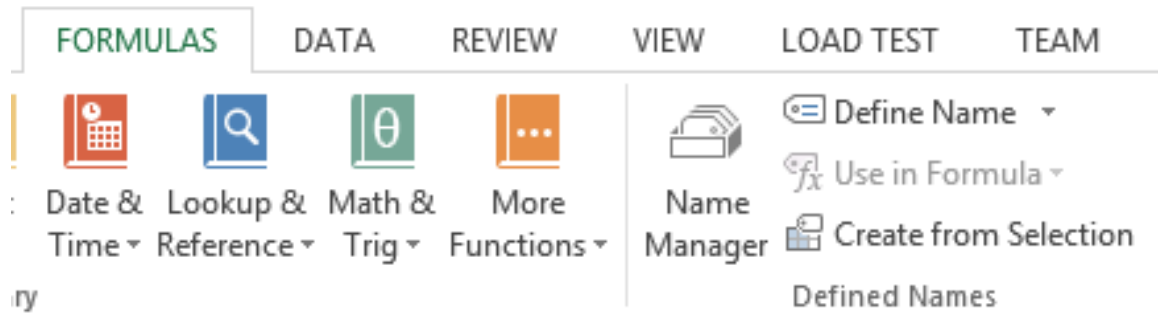 FORMULAS DATA REVIEW VIEW LOAD TEST TEAM
Date & Time
Lookup & Reference
Math & Trig
More Functions
Name Manager
Define Name
Use in Formula
Create from Selection
Defined Names